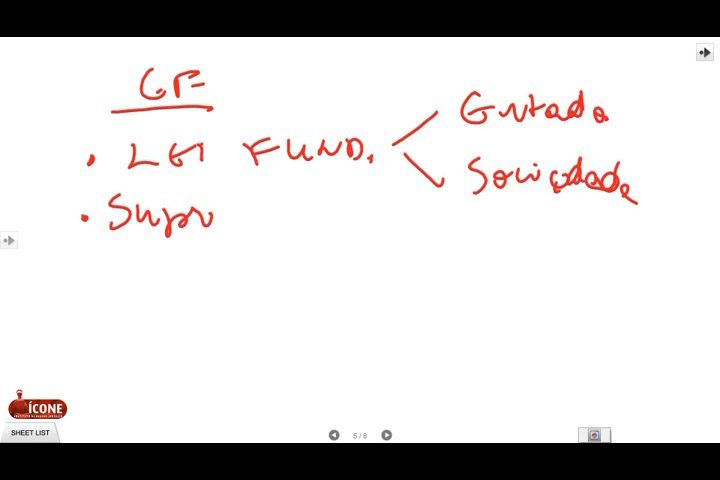 CF
• LEI FUND. Estado
Sociedade
• Supr
ÍCONE
SHEET LIST
5 / 8